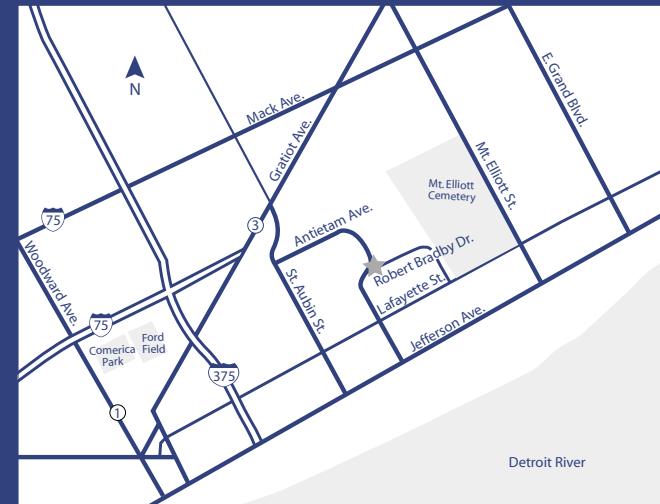 N
Mack Ave.
E. Grand Blvd.
Gratiot Ave.
Mt. Elliott St.
Mt. Elliott
Cemetery
75
3
Antietam Ave.
Robert Bradby Dr.
Woodward Ave.
St. Aubin St.
Lafayette St.
Jefferson Ave.
75
Comerica
Park
Ford
Field
375
1
Detroit River